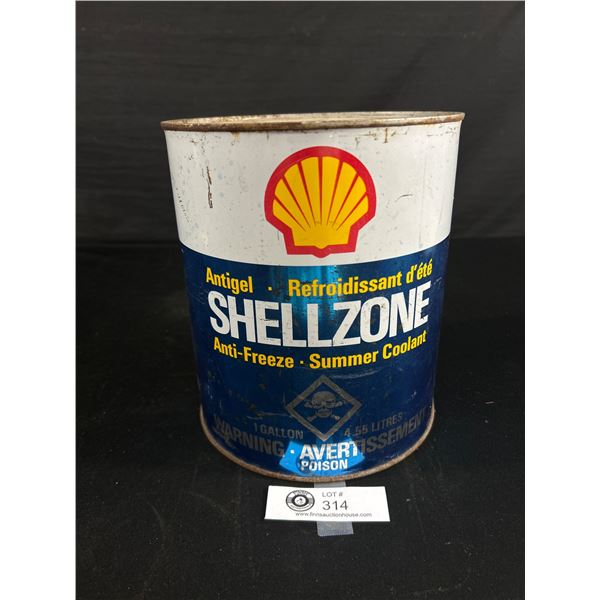 Antigel · Refroidissant d'été
SHELLZONE
Anti-Freeze · Summer Coolant
1 GALLON 4.55 LITRES
WARNING · AVERTISSEMENT
POISON
LOT #
314
www.finnsauctionhouse.com